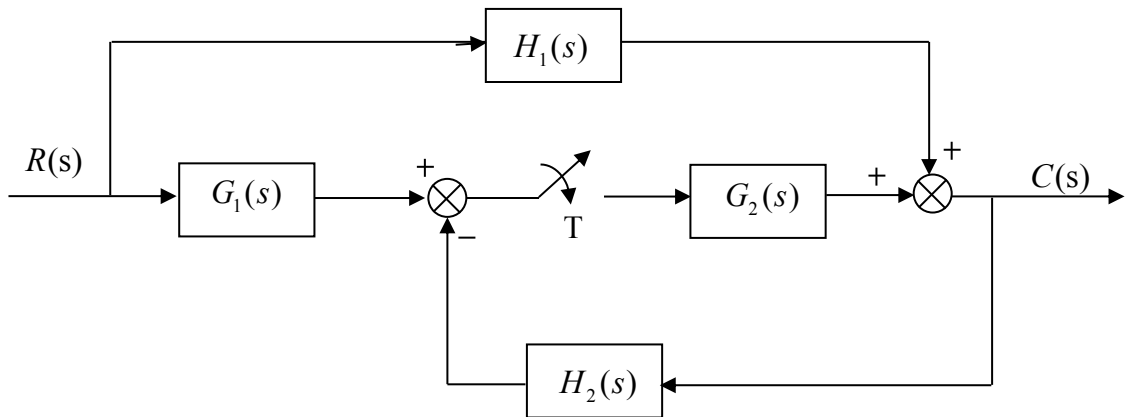 H₁(s)
+
R(s)
G₁(s)
+
T
G₂(s)
+
C(s)
−
H₂(s)